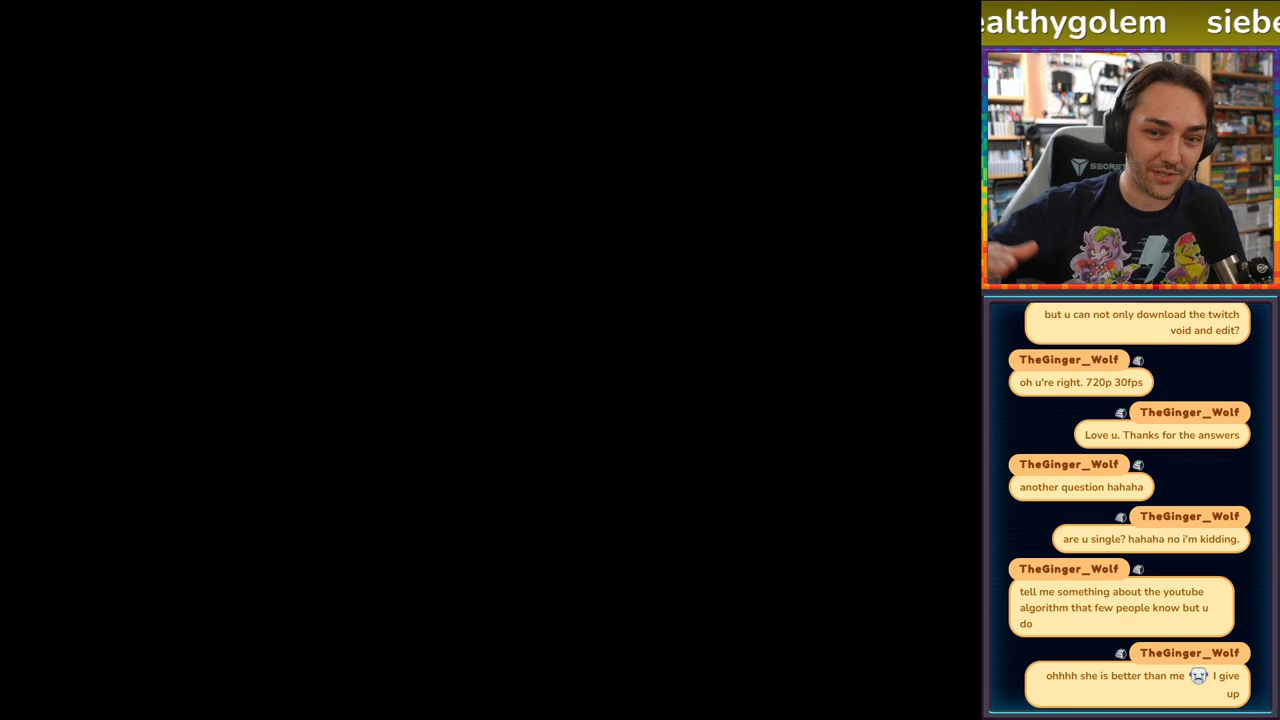 ealthygolem siebe
SECRET
but u can not only download the twitch
void and edit?
TheGinger_Wolf
oh u're right. 720p 30fps
TheGinger_Wolf
Love u. Thanks for the answers
TheGinger_Wolf
another question hahaha
TheGinger_Wolf
are u single? hahaha no i'm kidding.
TheGinger_Wolf
tell me something about the youtube
algorithm that few people know but u
do
TheGinger_Wolf
ohhhh she is better than me I give
up